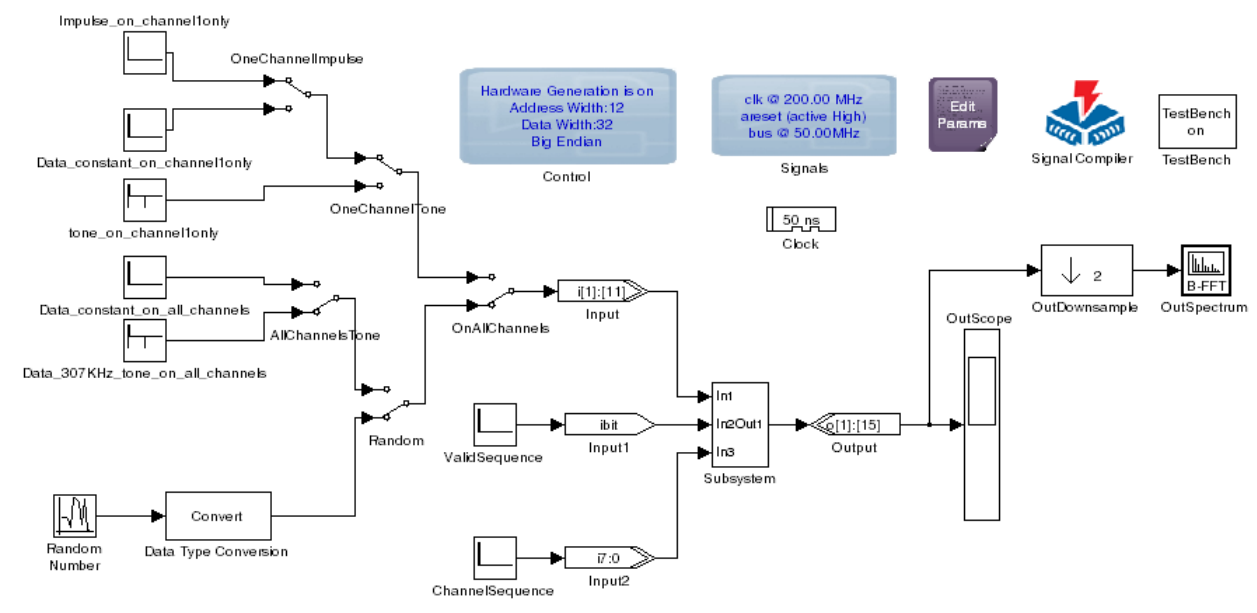 Impulse_on_channel1only
OneChannelImpulse
Data_constant_on_channel1only
OneChannelTone
tone_on_channel1only
Data_constant_on_all_channels
AllChannelsTone
Data_307KHz_tone_on_all_channels
OnAllChannels
Random
Random
Number
Convert
Data Type Conversion
Hardware Generation is on
Address Width:12
Data Width:32
Big Endian
Control
clk @ 200.00 MHz
areset (active High)
bus @ 50.00MHz
Signals
Edit
Params
Signal Compiler
TestBench
on
TestBench
50 ns
Clock
i[1]:[11]
Input
ValidSequence
ibit
Input1
ChannelSequence
i7:0
Input2
In1
In2Out1
In3
Subsystem
o[1]:[15]
Output
OutScope
2
OutDownsample
B-FFT
OutSpectrum